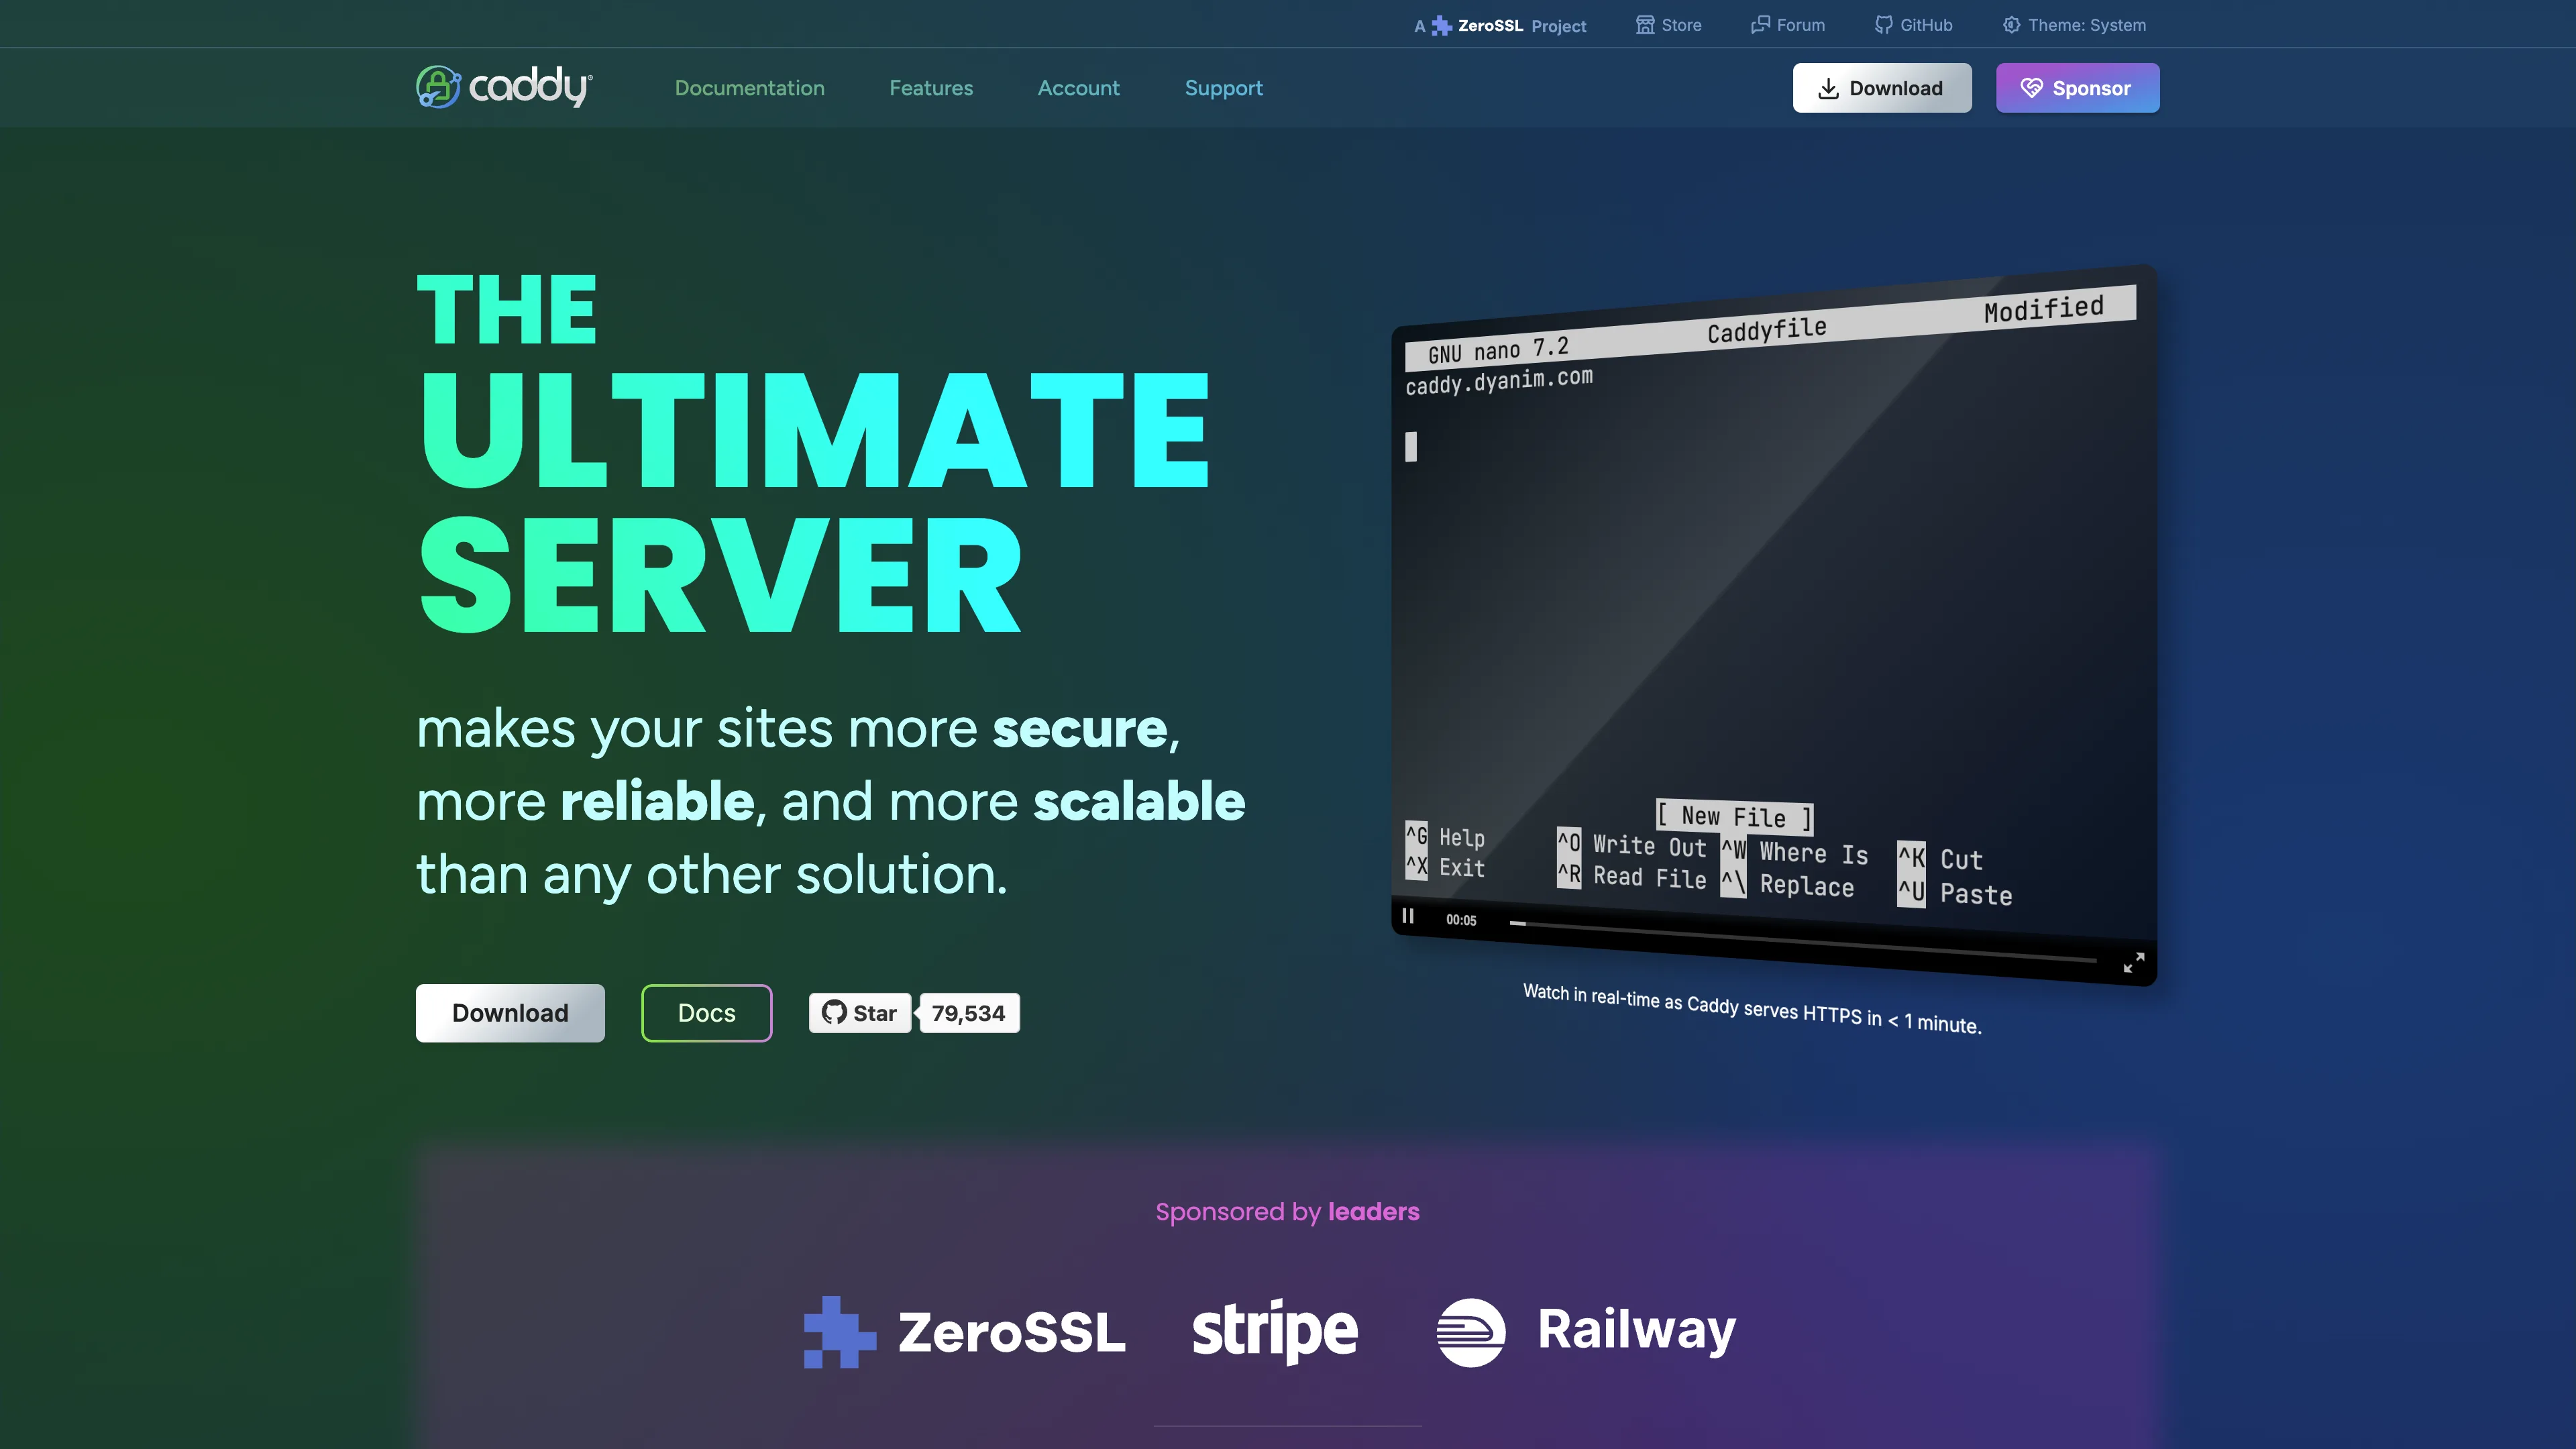 A ZeroSSL Project Store Forum GitHub Theme: System
caddy® Documentation Features Account Support Download Sponsor
THE
ULTIMATE
SERVER
makes your sites more secure,
more reliable, and more scalable
than any other solution.
Download Docs Star 79,534
GNU nano 7.2 Caddyfile Modified
caddy.dyanim.com
[ New File ]
^G Help ^O Write Out ^W Where Is ^K Cut
^X Exit ^R Read File ^\ Replace ^U Paste
00:05
Watch in real-time as Caddy serves HTTPS in < 1 minute.
Sponsored by leaders
ZeroSSL stripe Railway